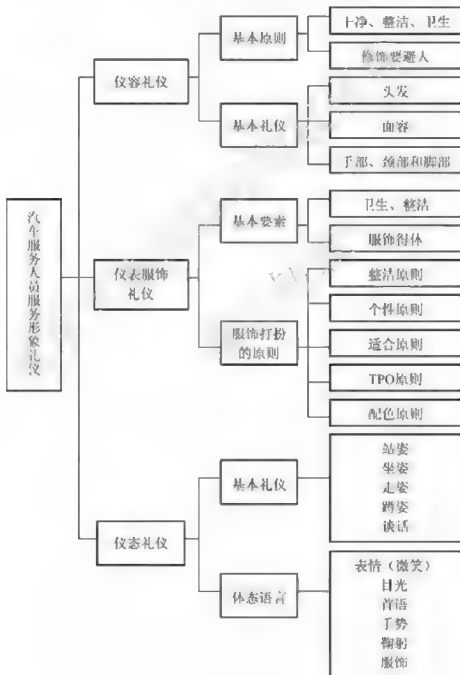 干净、整洁、卫生
基本原则
修饰要避人
仪容礼仪
头发
基本礼仪
面容
手部、颈部和脚部
汽车服务人员服务形象礼仪
卫生、整洁
基本要素
服饰得体
仪表服饰
礼仪
整洁原则
个性原则
服饰打扮
的原则
适合原则
TPO原则
配色原则
站姿
坐姿
基本礼仪
走姿
蹲姿
谈话
仪态礼仪
表情（微笑）
目光
首语
体态语言
手势
鞠躬
服饰